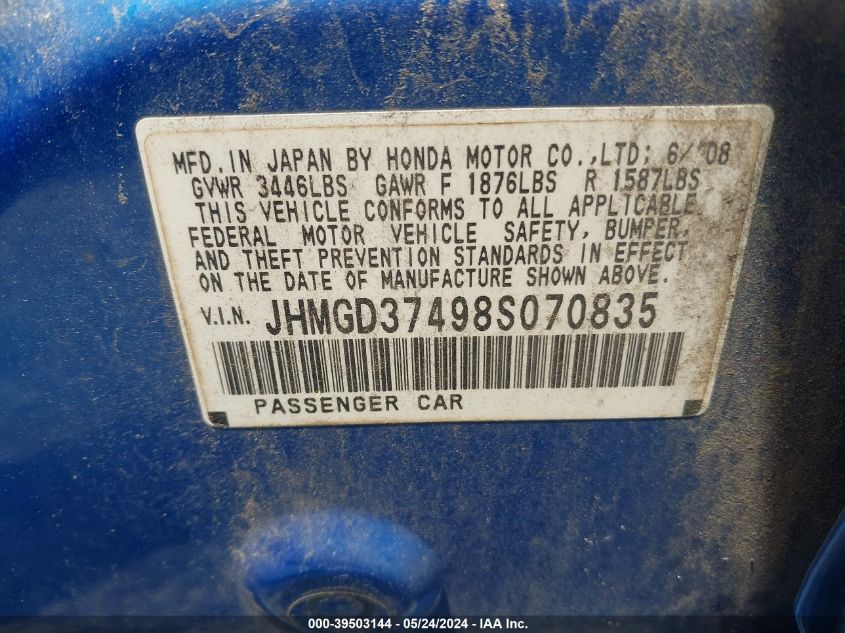 MFD.IN JAPAN BY HONDA MOTOR CO.,LTD; 6/'08
GVWR 3446LBS GAWR F 1876LBS R 1587LBS
THIS VEHICLE CONFORMS TO ALL APPLICABLE
FEDERAL MOTOR VEHICLE SAFETY, BUMPER,
AND THEFT PREVENTION STANDARDS IN EFFECT
ON THE DATE OF MANUFACTURE SHOWN ABOVE.
V.I.N. JHMGD37498S070835
PASSENGER CAR
000-39503144 - 05/24/2024 - IAA Inc.